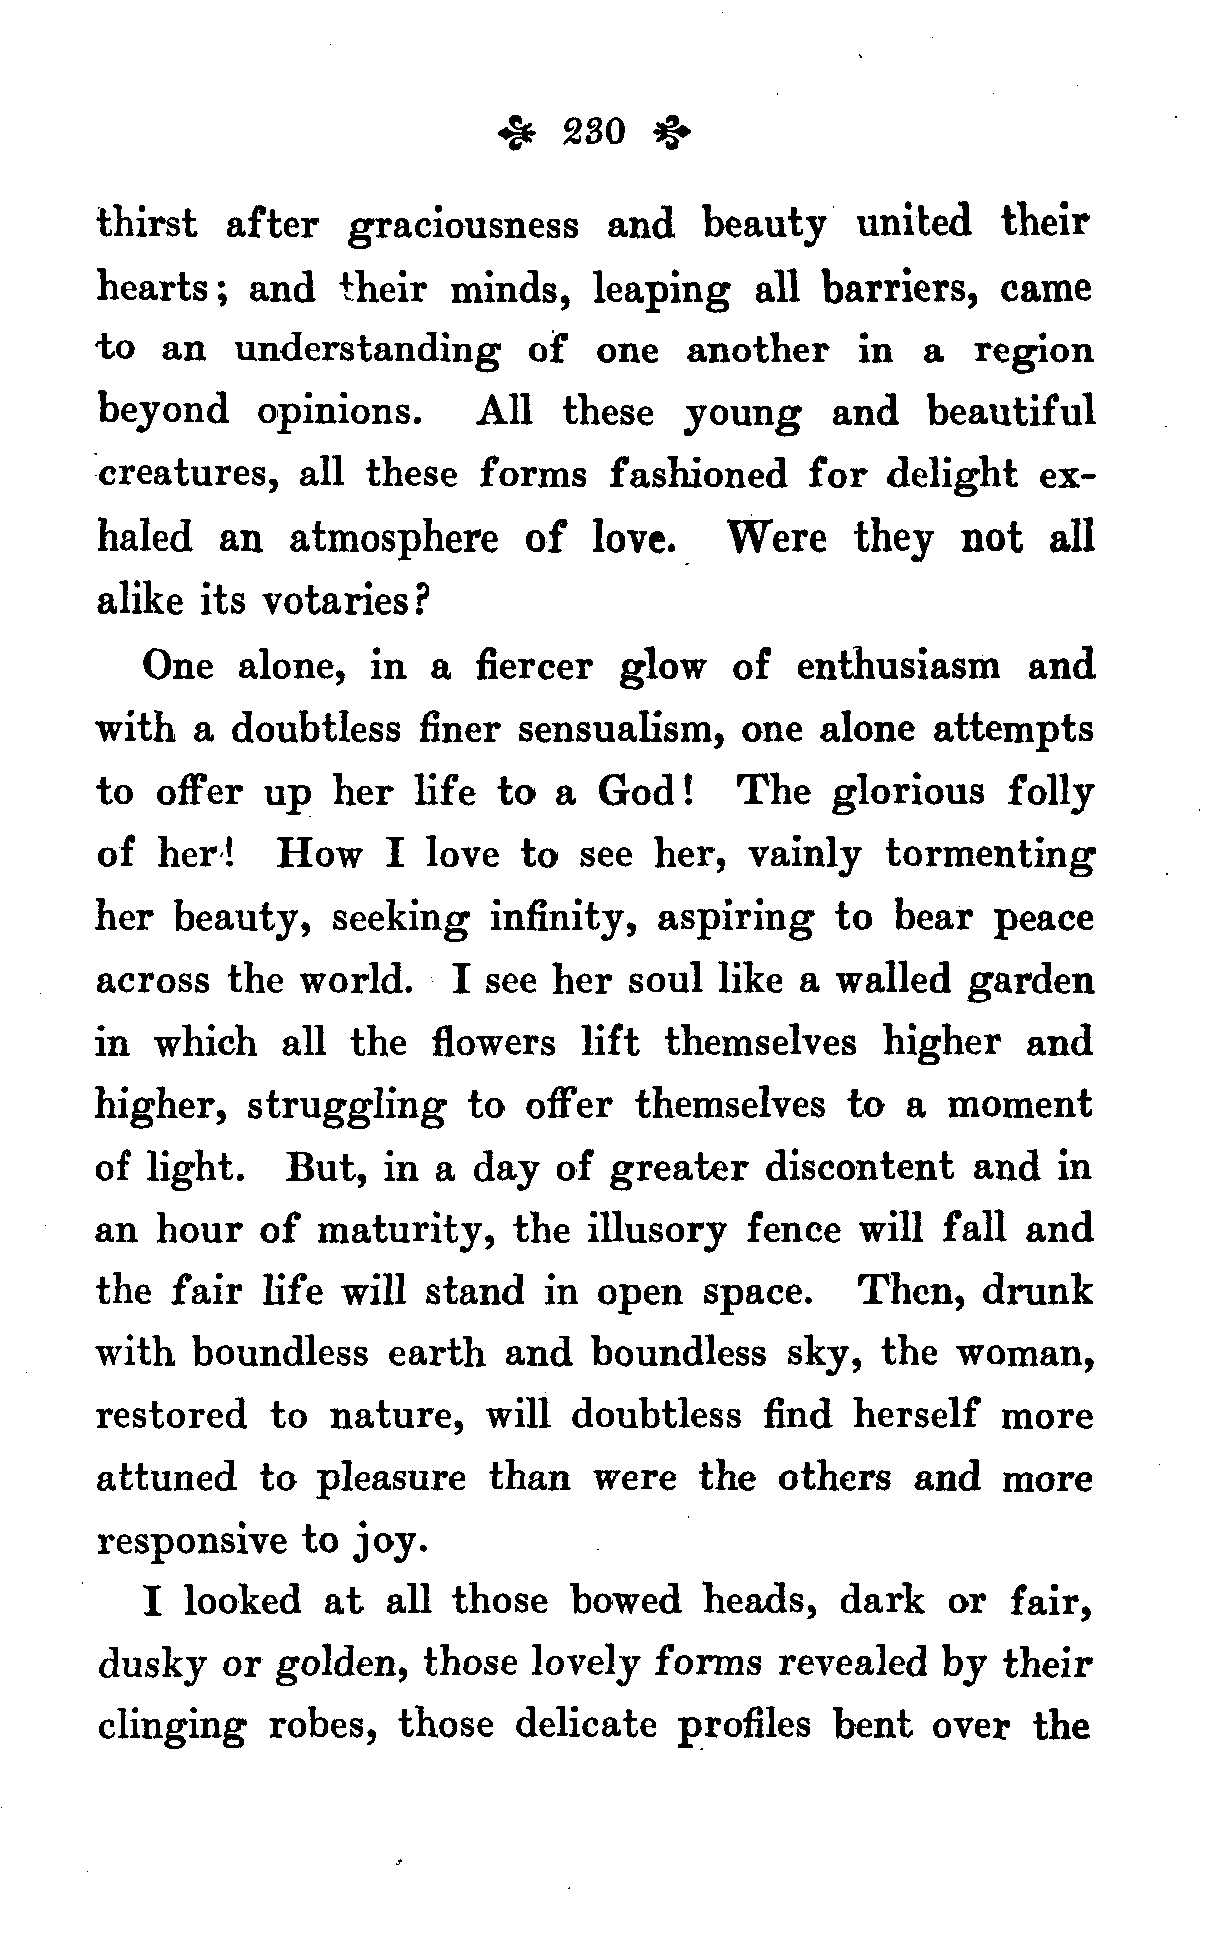 230
thirst after graciousness and beauty united their
hearts; and their minds, leaping all barriers, came
to an understanding of one another in a region
beyond opinions. All these young and beautiful
creatures, all these forms fashioned for delight ex-
haled an atmosphere of love. Were they not all
alike its votaries?
One alone, in a fiercer glow of enthusiasm and
with a doubtless finer sensualism, one alone attempts
to offer up her life to a God! The glorious folly
of her! How I love to see her, vainly tormenting
her beauty, seeking infinity, aspiring to bear peace
across the world. I see her soul like a walled garden
in which all the flowers lift themselves higher and
higher, struggling to offer themselves to a moment
of light. But, in a day of greater discontent and in
an hour of maturity, the illusory fence will fall and
the fair life will stand in open space. Then, drunk
with boundless earth and boundless sky, the woman,
restored to nature, will doubtless find herself more
attuned to pleasure than were the others and more
responsive to joy.
I looked at all those bowed heads, dark or fair,
dusky or golden, those lovely forms revealed by their
clinging robes, those delicate profiles bent over the